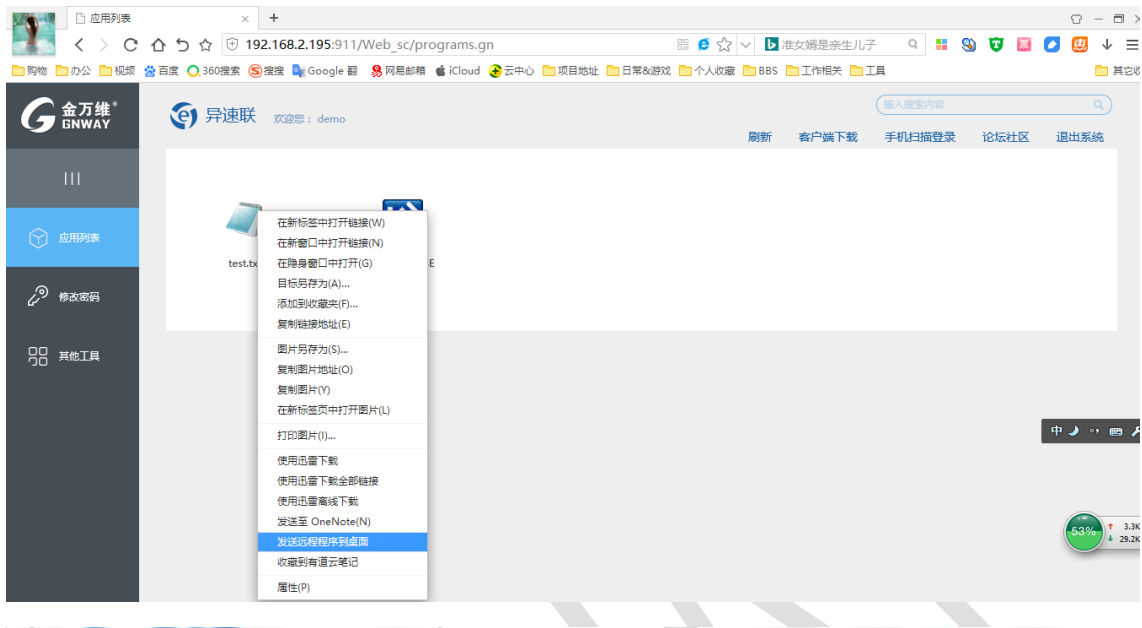 应用列表
192.168.2.195:911/Web_sc/programs.gn
准女婿是亲生儿子
购物 办公 视频 百度 360搜索 搜搜 Google 翻 网易邮箱 iCloud 云中心 项目地址 日常&游戏 个人收藏 BBS 工作相关 工具 其它收
金万维®
GNWAY
异速联 欢迎您：demo
输入搜索内容
刷新 客户端下载 手机扫描登录 论坛社区 退出系统
应用列表
修改密码
其他工具
test.tx
E
在新标签中打开链接(W)
在新窗口中打开链接(N)
在隐身窗口中打开(G)
目标另存为(A)...
添加到收藏夹(F)...
复制链接地址(E)
图片另存为(S)...
复制图片地址(O)
复制图片(Y)
在新标签页中打开图片(L)
打印图片(I)...
使用迅雷下载
使用迅雷下载全部链接
使用迅雷离线下载
发送至 OneNote(N)
发送远程程序到桌面
收藏到有道云笔记
属性(P)
中
53%
3.3K
29.2K